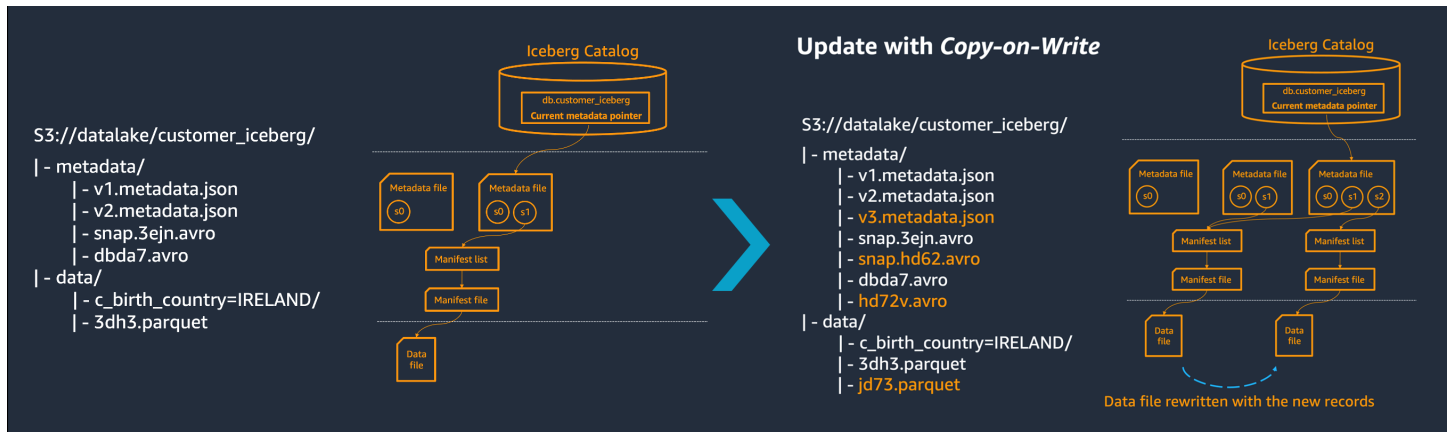 Iceberg Catalog
db.customer_iceberg
Current metadata pointer
S3://datalake/customer_iceberg/
|- metadata/
|- v1.metadata.json
|- v2.metadata.json
|- snap.3ejn.avro
|- dbda7.avro
|- data/
|- c_birth_country=IRELAND/
|- 3dh3.parquet
Metadata file
s0
Metadata file
s0 s1
Manifest list
Manifest file
Data
file
Update with Copy-on-Write
Iceberg Catalog
db.customer_iceberg
Current metadata pointer
S3://datalake/customer_iceberg/
|- metadata/
|- v1.metadata.json
|- v2.metadata.json
|- v3.metadata.json
|- snap.3ejn.avro
|- snap.hd62.avro
|- dbda7.avro
|- hd72v.avro
|- data/
|- c_birth_country=IRELAND/
|- 3dh3.parquet
|- jd73.parquet
Metadata file
s0
Metadata file
s0 s1
Metadata file
s0 s1 s2
Manifest list
Manifest list
Manifest file
Manifest file
Data
file
Data
file
Data file rewritten with the new records